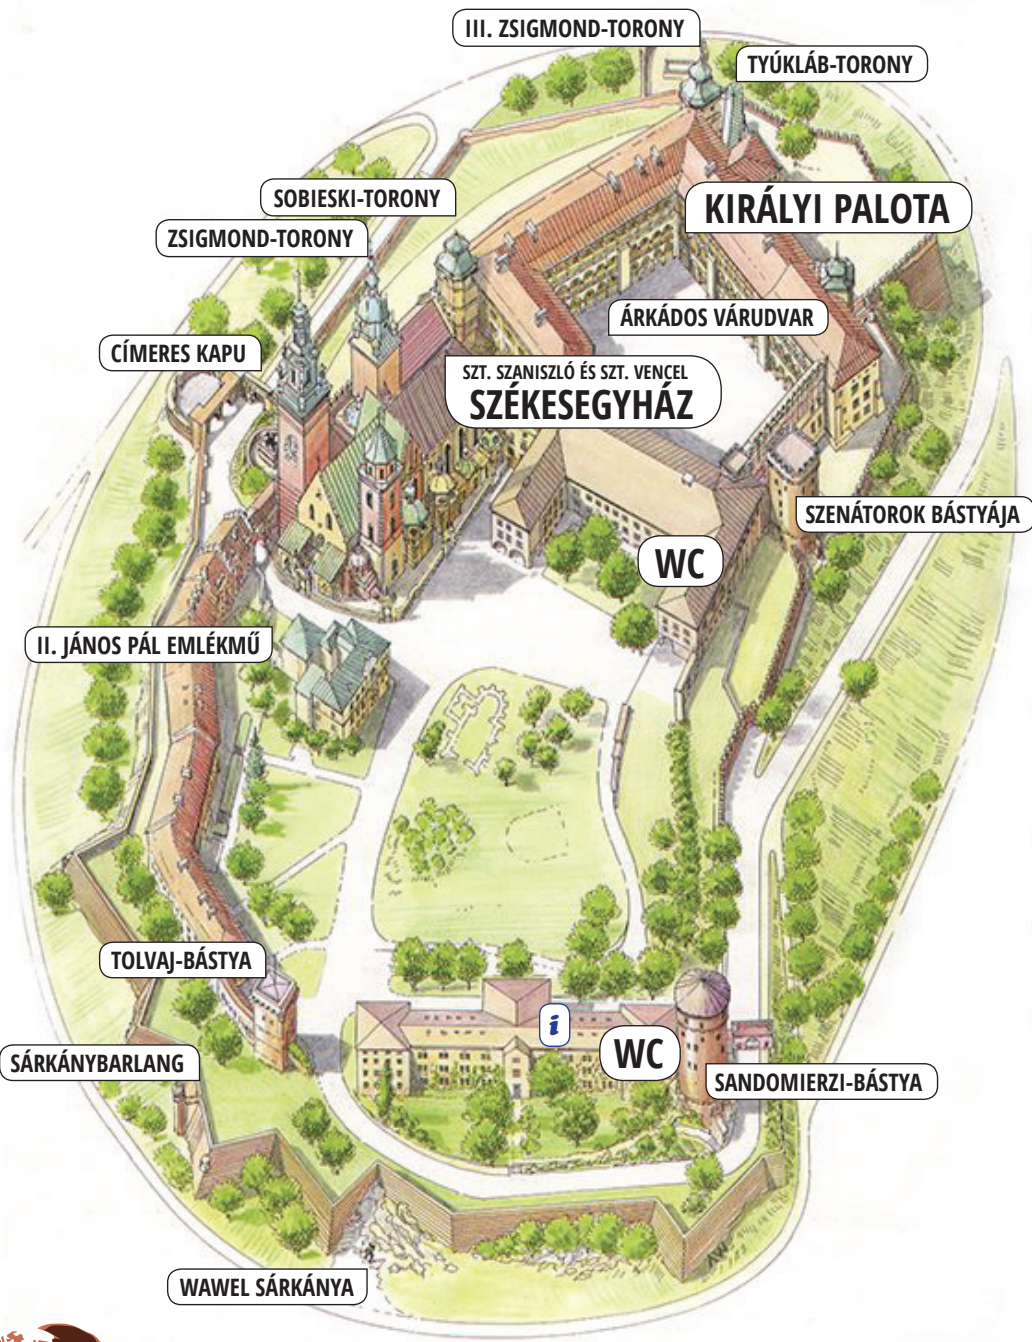 III. ZSIGMOND-TORONY
TYÚKLÁB-TORONY
SOBIESKI-TORONY
KIRÁLYI PALOTA
ZSIGMOND-TORONY
ÁRKÁDOS VÁRUDVAR
CÍMERES KAPU
SZT. SZANISZLÓ ÉS SZT. VENCEL
SZÉKESEGYHÁZ
SZENÁTOROK BÁSTYÁJA
WC
II. JÁNOS PÁL EMLÉKMŰ
TOLVAJ-BÁSTYA
i
WC
SÁRKÁNYBARLANG
SANDOMIERZI-BÁSTYA
WAWEL SÁRKÁNYA